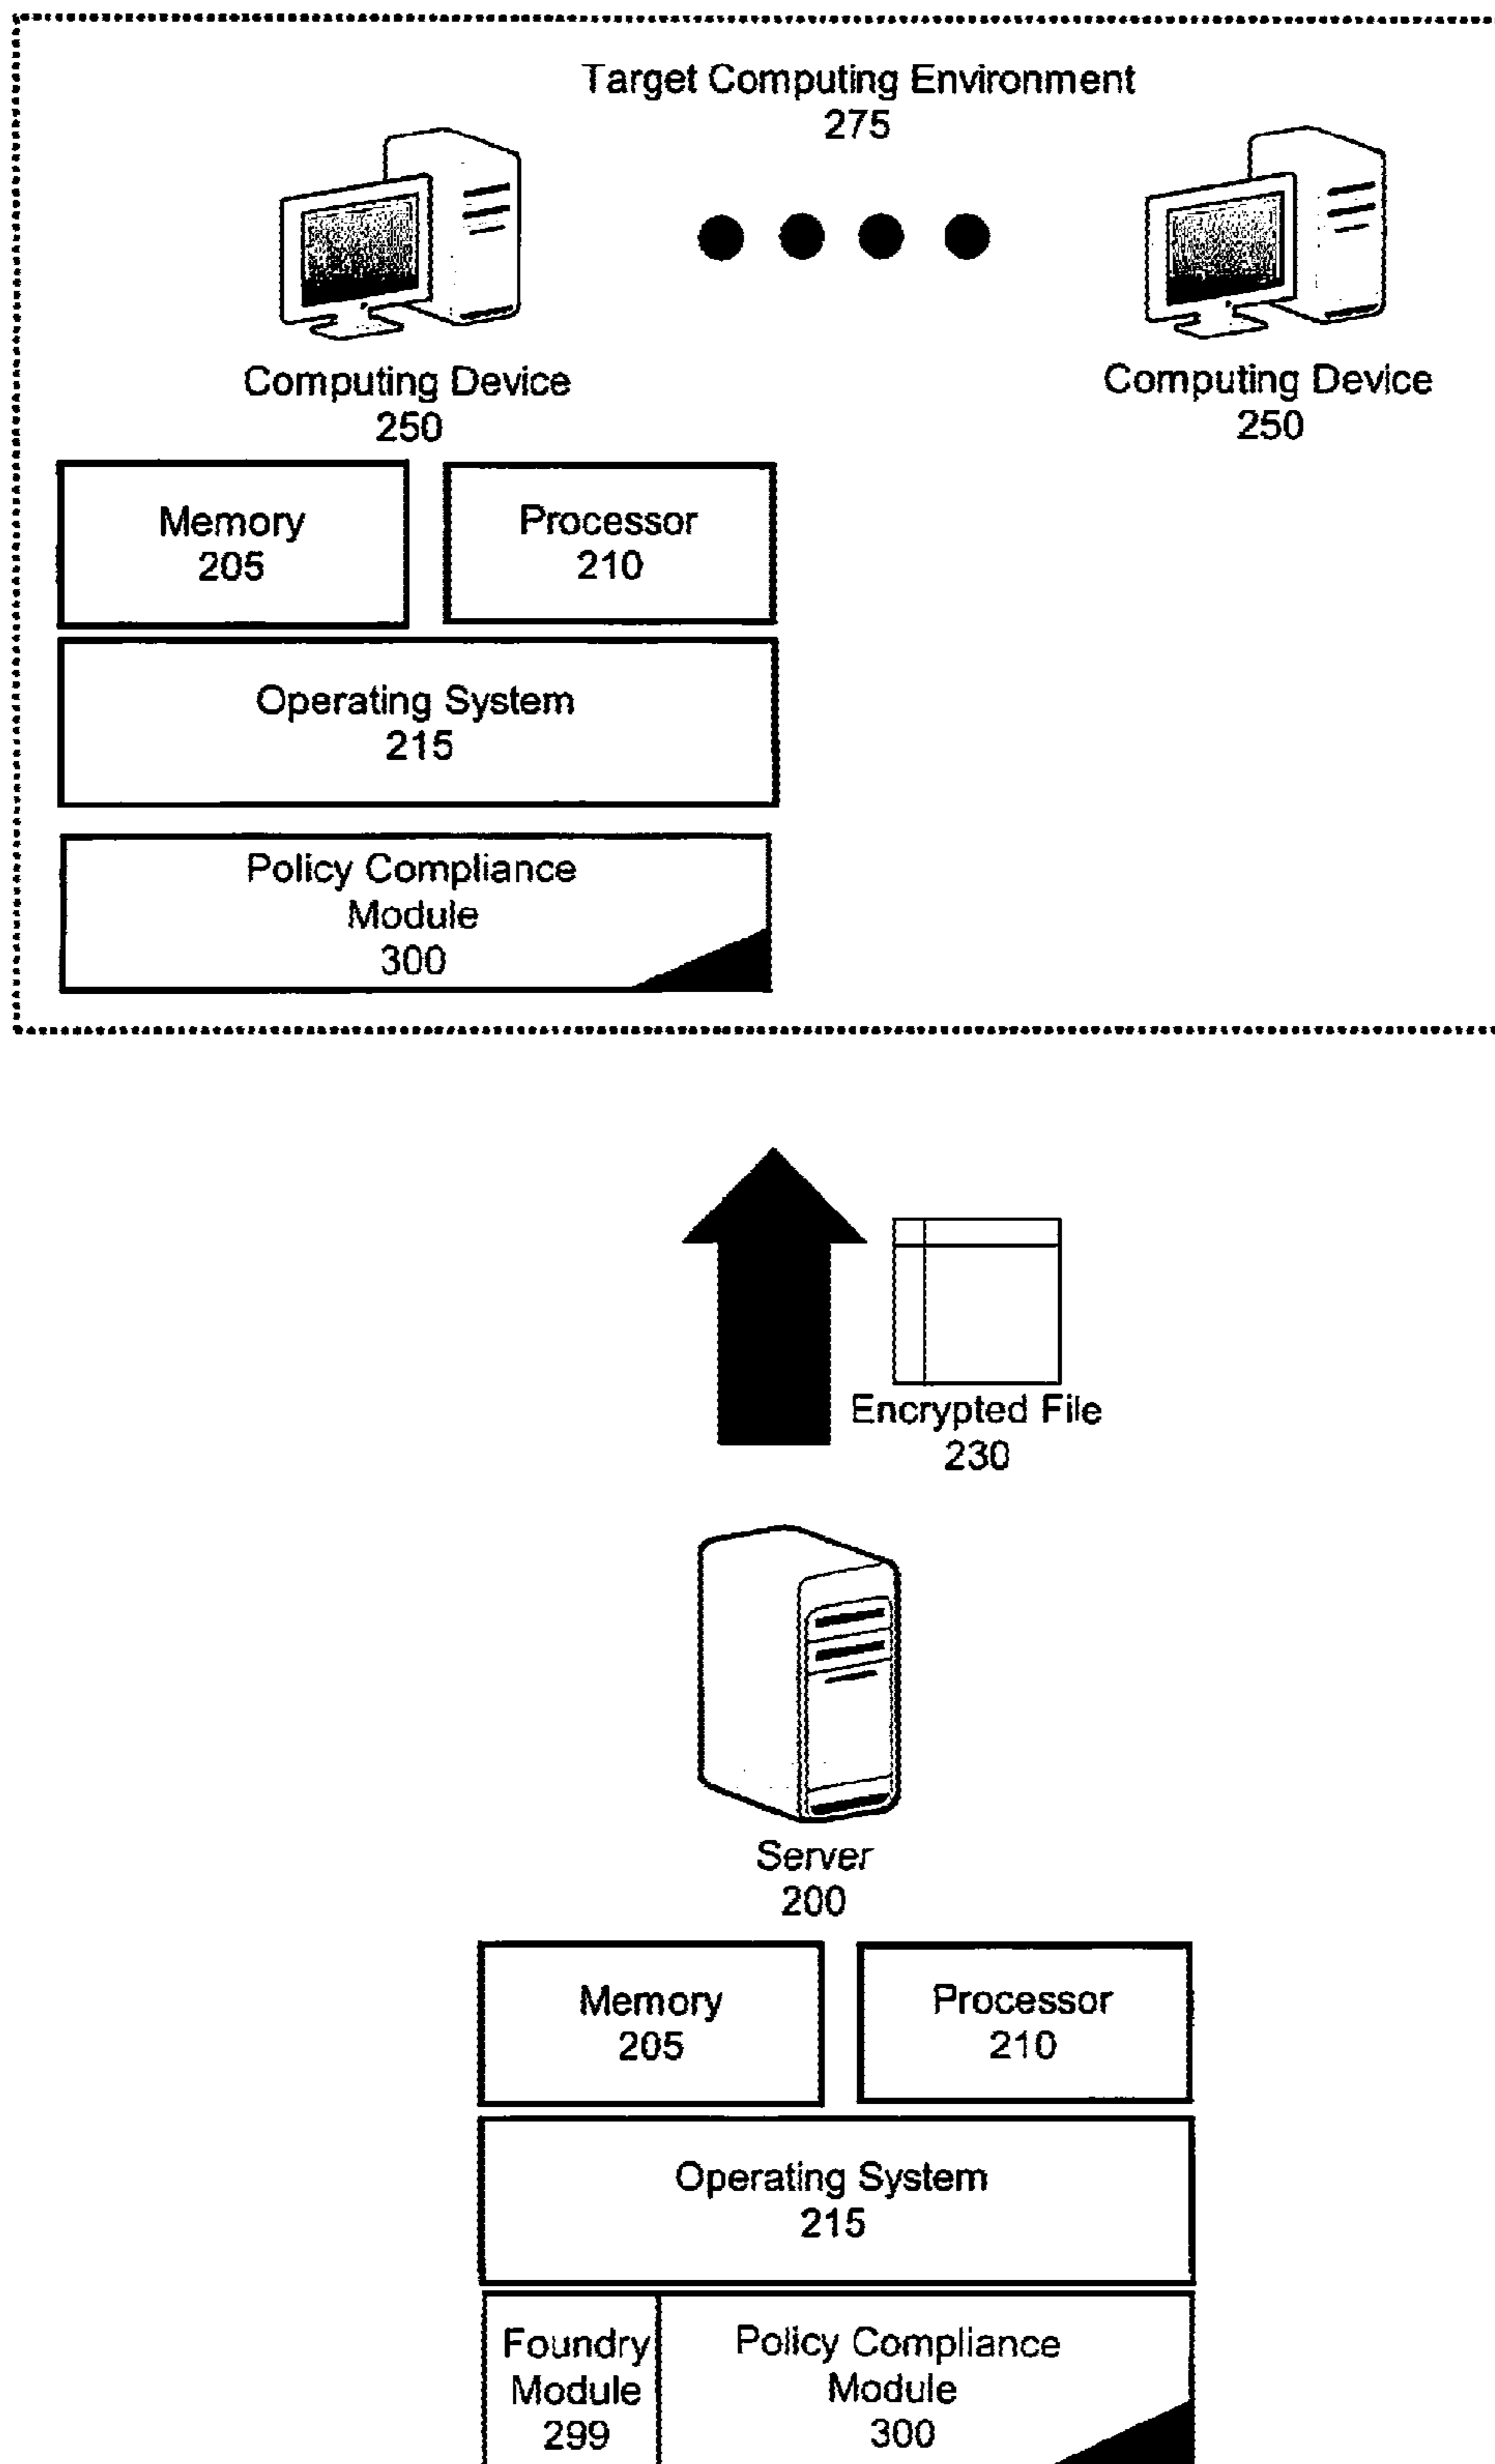 Target Computing Environment
275
Computing Device
250
Computing Device
250
Memory
205
Processor
210
Operating System
215
Policy Compliance
Module
300
Encrypted File
230
Server
200
Memory
205
Processor
210
Operating System
215
Foundry
Module
299
Policy Compliance
Module
300